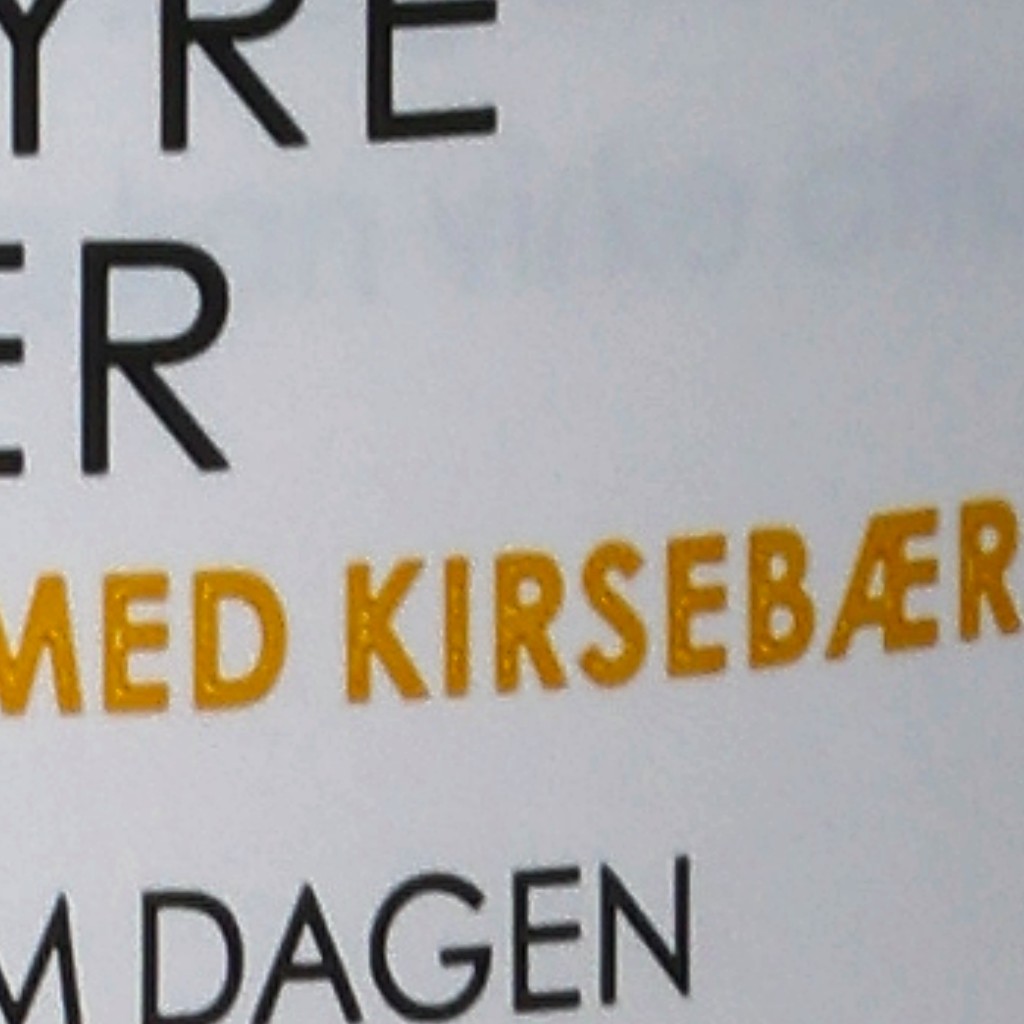 YRE
ER
MED KIRSEBÆR
M DAGEN